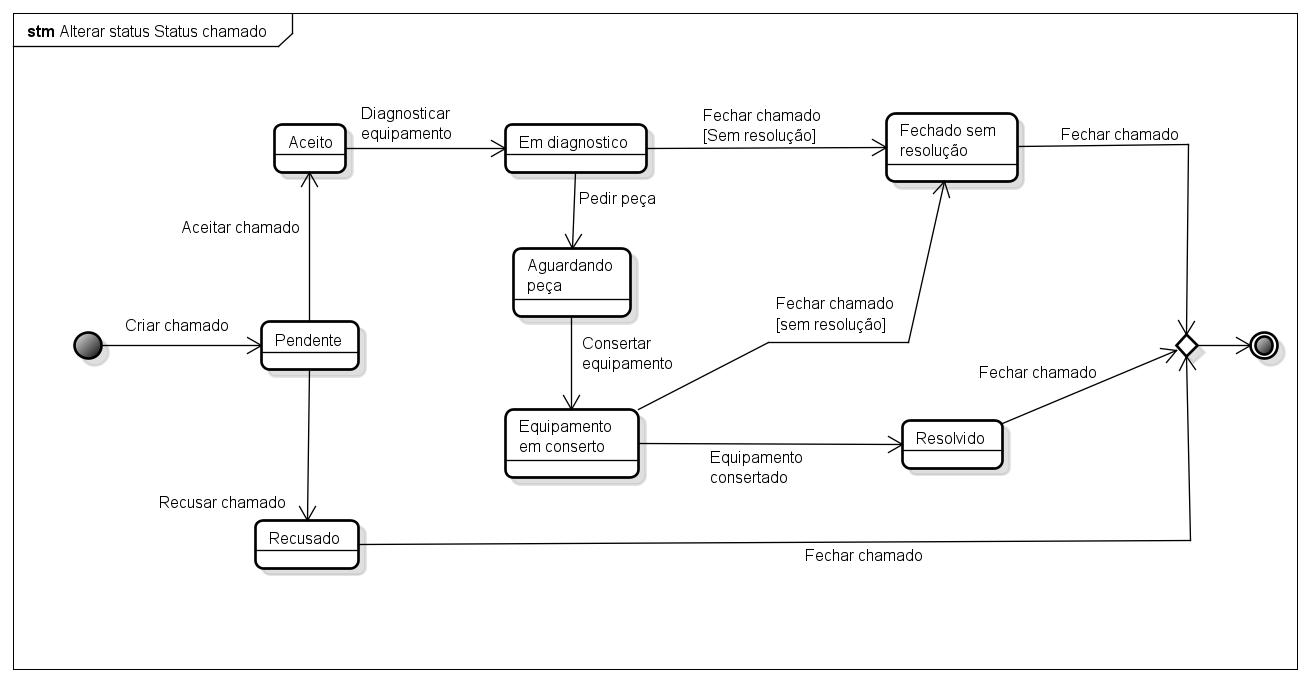 stm Alterar status Status chamado
Diagnosticar
equipamento
Fechar chamado
[Sem resolução]
Fechado sem
resolução
Fechar chamado
Aceito
Em diagnostico
Pedir peça
Aceitar chamado
Aguardando
peça
Criar chamado
Pendente
Consertar
equipamento
Fechar chamado
[sem resolução]
Fechar chamado
Equipamento
em conserto
Resolvido
Equipamento
consertado
Recusar chamado
Recusado
Fechar chamado